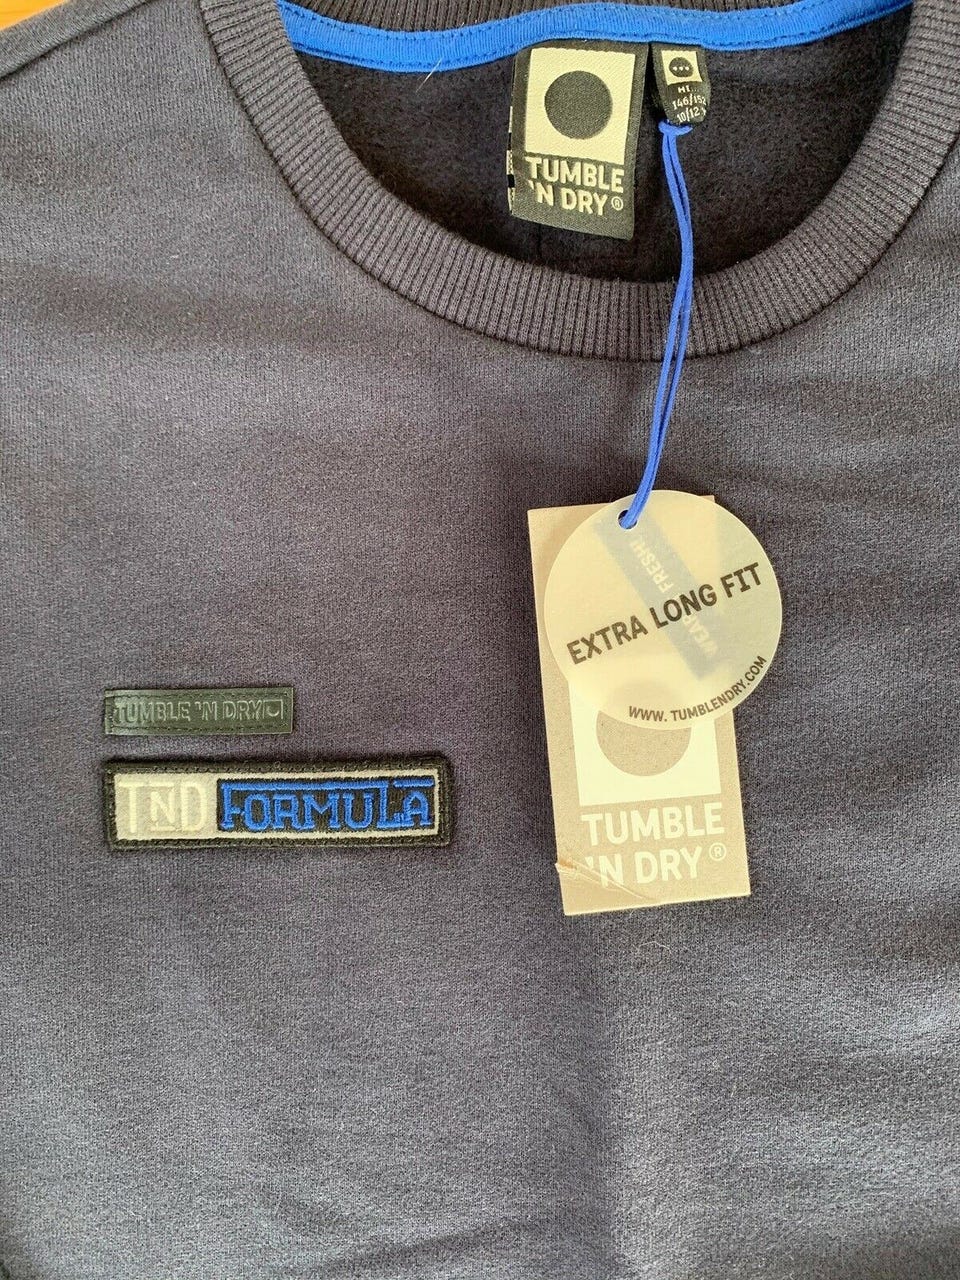 TUMBLE
'N DRY®
HI...
146/152
10/12
FRESH!
WEAR
EXTRA LONG FIT
WWW. TUMBLENDRY.COM
TUMBLE
'N DRY®
TUMBLE 'N DRY
TND FORMULA